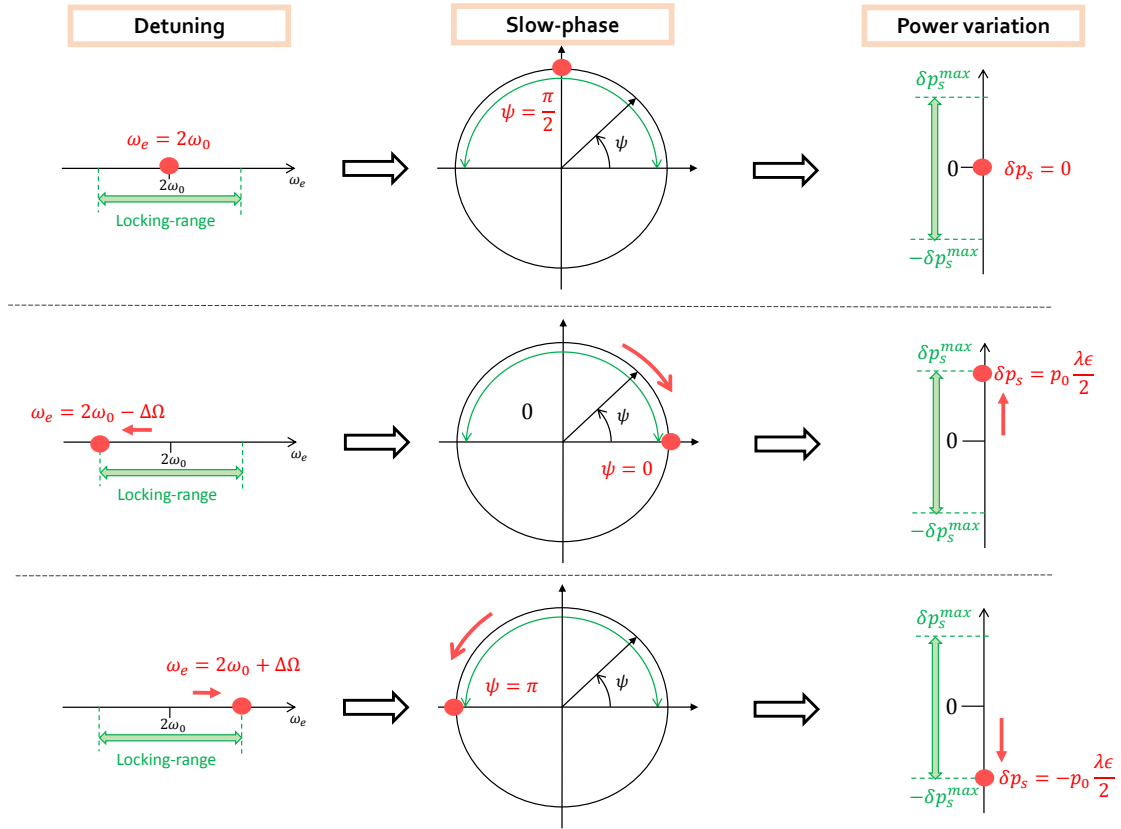 Detuning
Slow-phase
Power variation
ω_e = 2ω_0
2ω_0
ω_e
Locking-range
ψ = π/2
ψ
δp_s^{max}
0
δp_s = 0
−δp_s^{max}
ω_e = 2ω_0 − ΔΩ
2ω_0
ω_e
Locking-range
0
ψ
ψ = 0
δp_s^{max}
δp_s = p_0 λϵ/2
0
−δp_s^{max}
ω_e = 2ω_0 + ΔΩ
2ω_0
ω_e
Locking-range
ψ = π
ψ
δp_s^{max}
0
δp_s = −p_0 λϵ/2
−δp_s^{max}